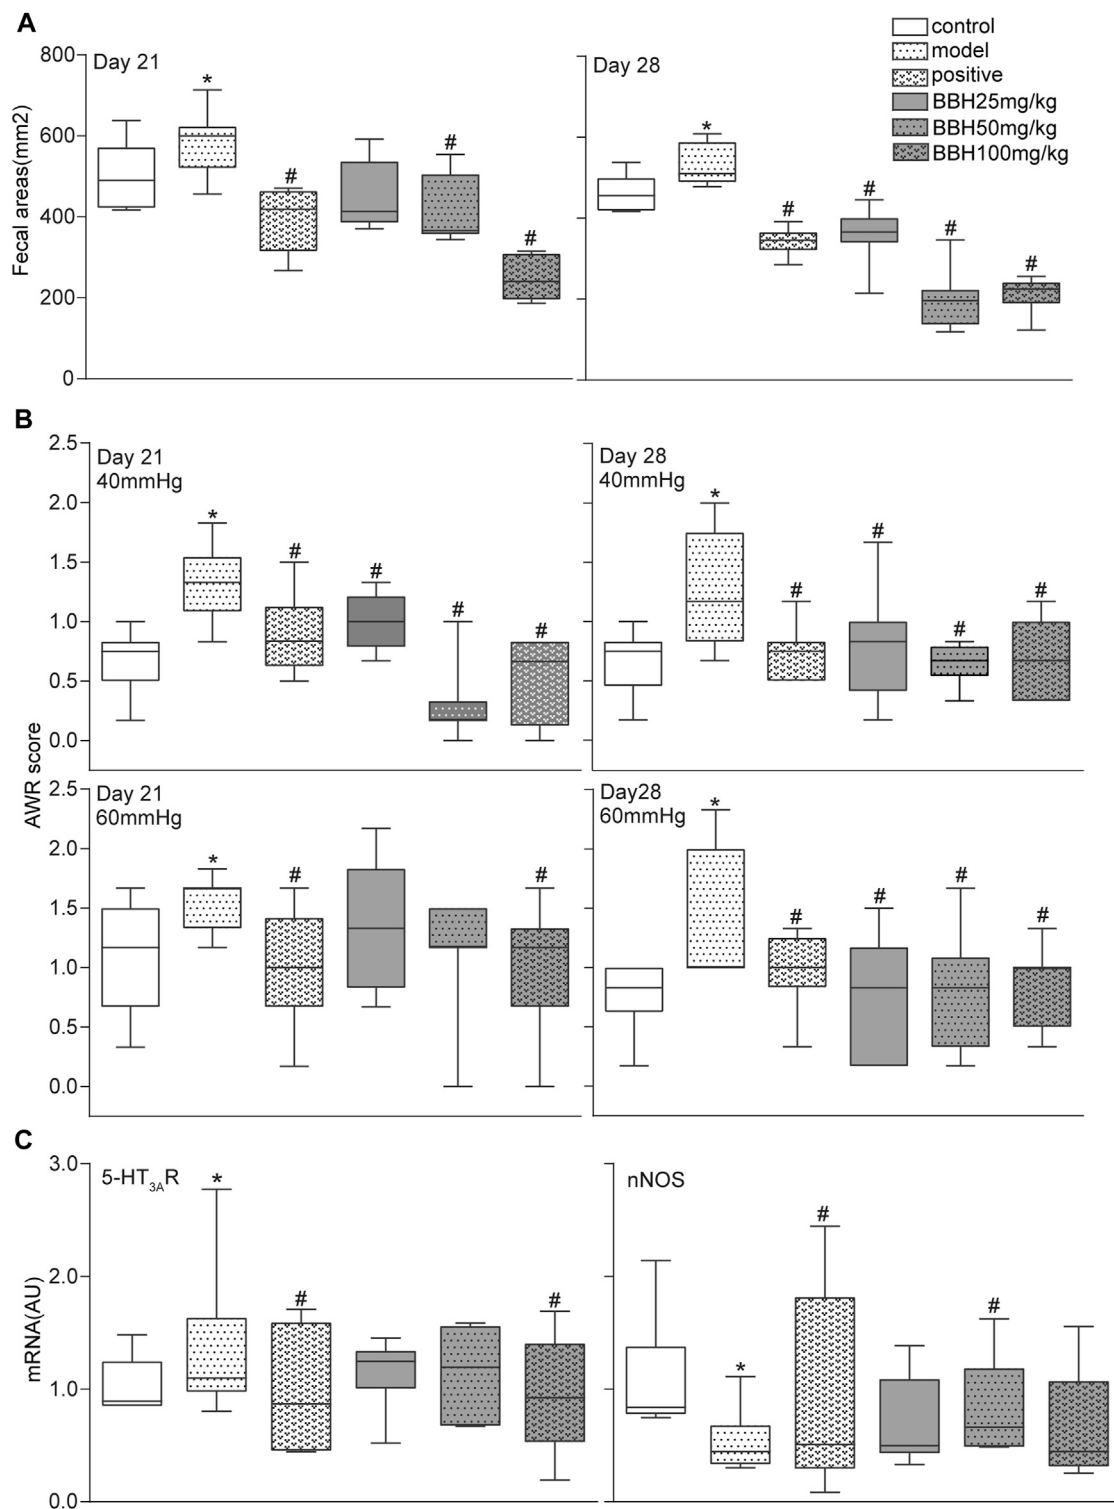 A
control
model
positive
BBH25mg/kg
BBH50mg/kg
BBH100mg/kg
Fecal areas(mm2)
800
600
400
200
0
Day 21
*
#
#
#
Day 28
*
#
#
#
#
B
AWR score
2.5
2.0
1.5
1.0
0.5
0.0
Day 21
40mmHg
*
#
#
#
#
Day 28
40mmHg
*
#
#
#
#
2.5
2.0
1.5
1.0
0.5
0.0
Day 21
60mmHg
*
#
#
Day28
60mmHg
*
#
#
#
#
C
mRNA(AU)
3.0
2.0
1.0
0.0
5-HT3AR
*
#
#
nNOS
*
#
#